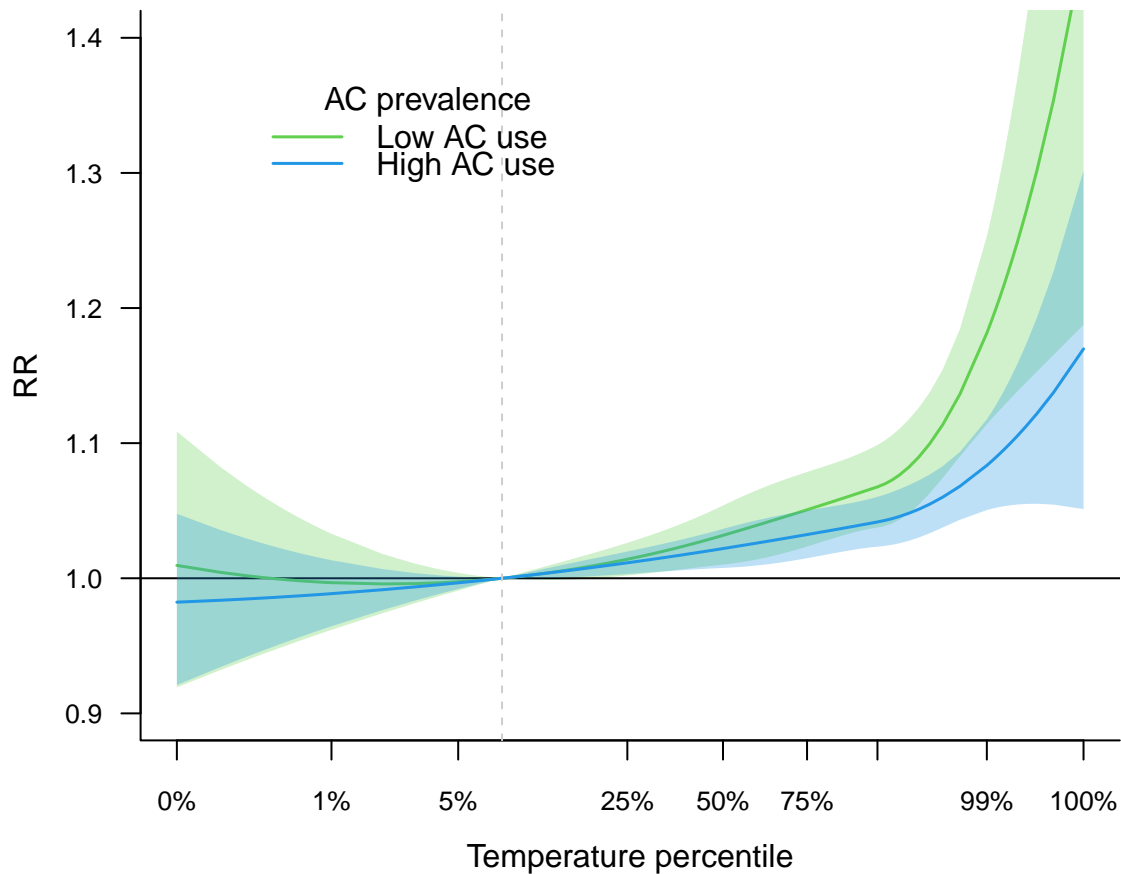 1.4
AC prevalence
Low AC use
High AC use
1.3
1.2
RR
1.1
1.0
0.9
0% 1% 5% 25% 50% 75% 99% 100%
Temperature percentile